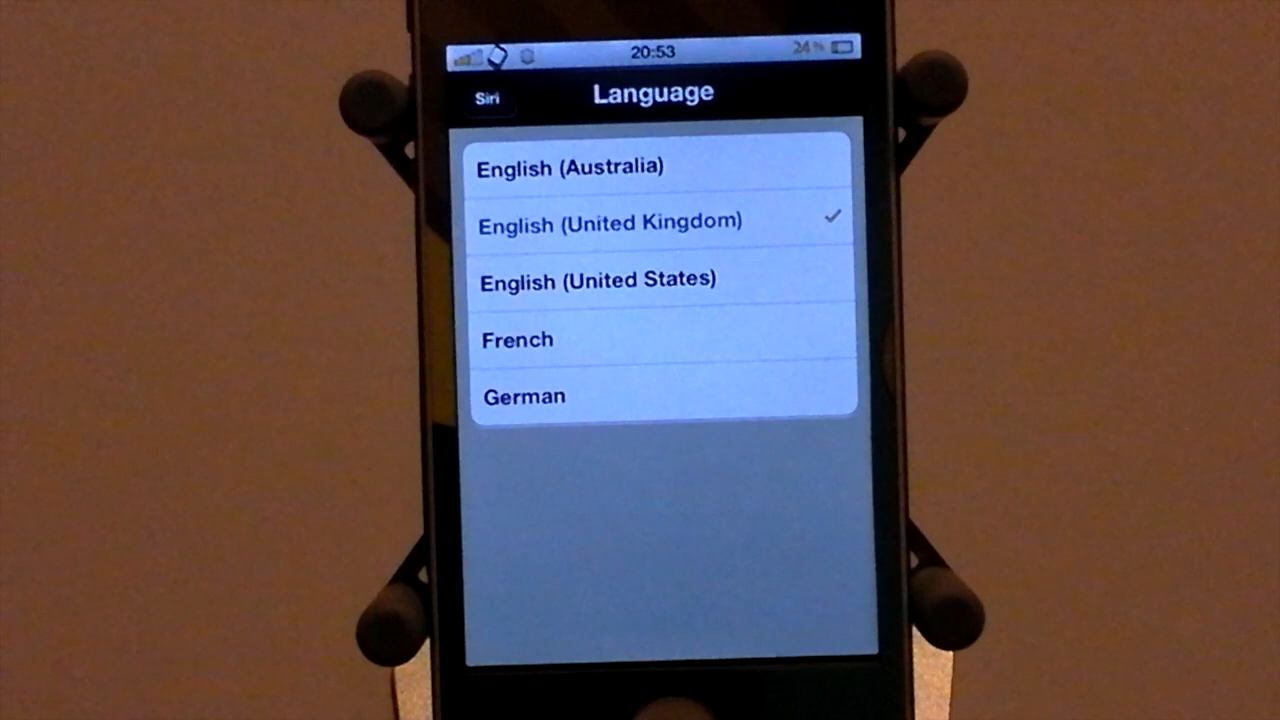 20:53
24%
Siri
Language
English (Australia)
English (United Kingdom)
English (United States)
French
German